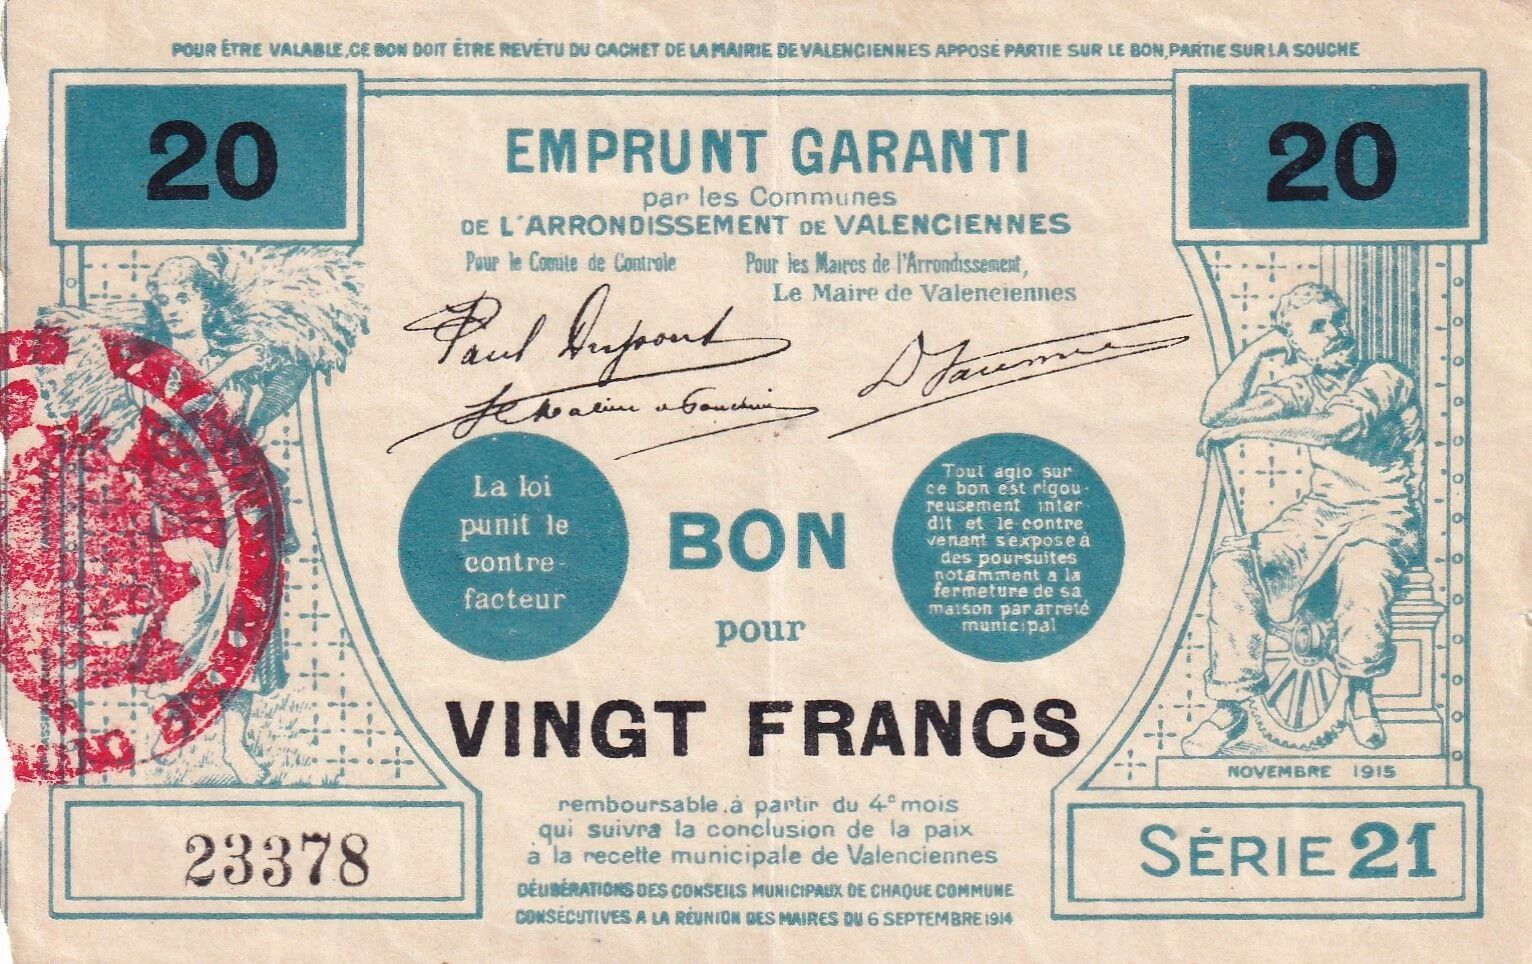 POUR ÊTRE VALABLE, CE BON DOIT ÊTRE REVÊTU DU CACHET DE LA MAIRIE DE VALENCIENNES APPOSÉ PARTIE SUR LE BON, PARTIE SUR LA SOUCHE
20
20
EMPRUNT GARANTI
par les Communes
DE L'ARRONDISSEMENT DE VALENCIENNES
Pour le Comite de Controle
Pour les Maires de l'Arrondissement,
Le Maire de Valenciennes
Paul Dupont
La loi
punit le
contre-
facteur
BON
pour
Tout agio sur
ce bon est rigou-
reusement inter-
dit et le contre
venant s'expose à
des poursuites
notamment a la
fermeture de sa
maison par arreté
municipal
VINGT FRANCS
NOVEMBRE 1915
remboursable à partir du 4e mois
qui suivra la conclusion de la paix
à la recette municipale de Valenciennes
DÉLIBÉRATIONS DES CONSEILS MUNICIPAUX DE CHAQUE COMMUNE
CONSÉCUTIVES A LA RÉUNION DES MAIRES DU 6 SEPTEMBRE 1914
23378
SÉRIE 21